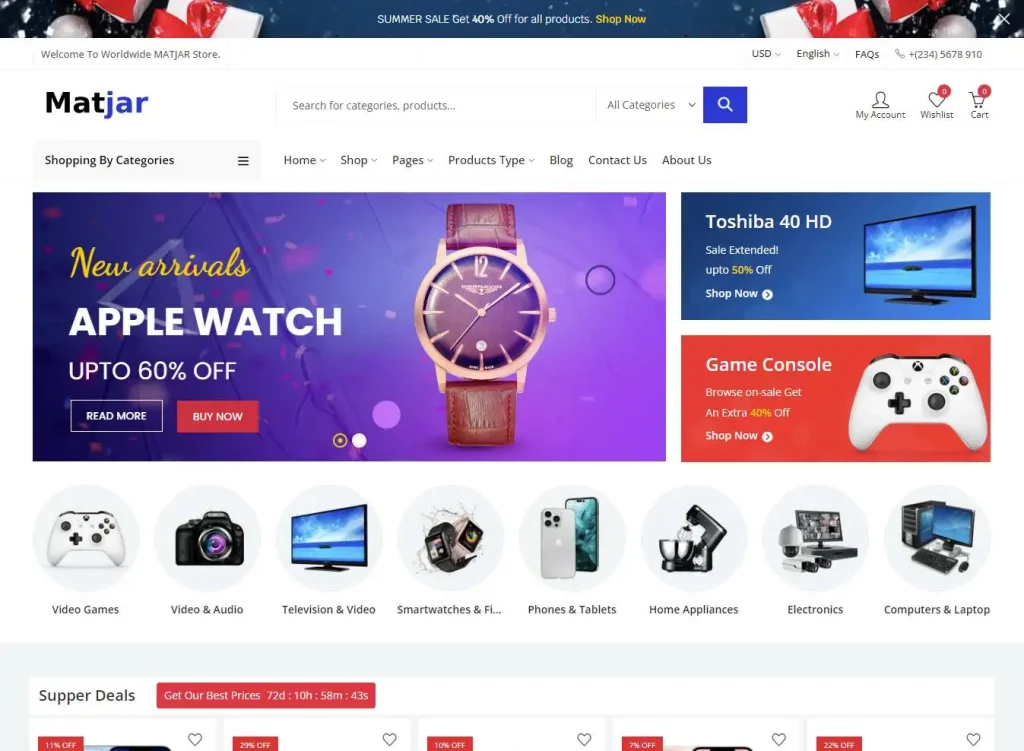 SUMMER SALE Get 40% Off for all products. Shop Now
Welcome To Worldwide MATJAR Store.
USD English FAQs +(234) 5678 910
Matjar
Search for categories, products...
All Categories
0
0
My Account Wishlist Cart
Shopping By Categories
Home Shop Pages Products Type Blog Contact Us About Us
New arrivals
APPLE WATCH
UPTO 60% OFF
READ MORE
BUY NOW
12
Toshiba 40 HD
Sale Extended!
upto 50% Off
Shop Now
Game Console
Browse on-sale Get
An Extra 40% Off
Shop Now
Video Games
Video & Audio
Television & Video
Smartwatches & Fi...
Phones & Tablets
Home Appliances
Electronics
Computers & Laptop
Supper Deals
Get Our Best Prices 72d : 10h : 58m : 43s
11% OFF
29% OFF
10% OFF
7% OFF
22% OFF